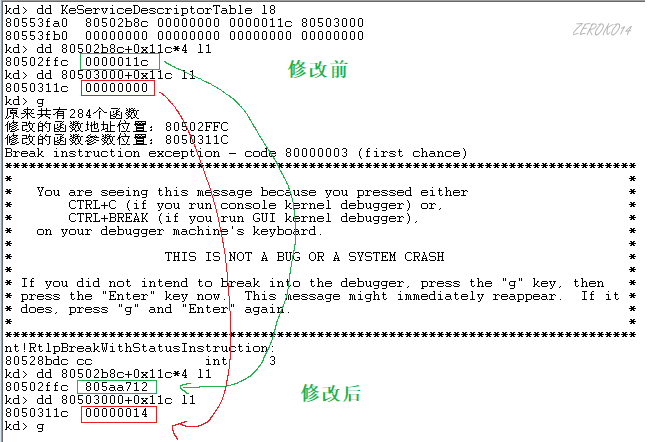 kd> dd KeServiceDescriptorTable l8
80553fa0  80502b8c 00000000 0000011c 80503000
80553fb0  00000000 00000000 00000000 00000000
ZEROKO14
kd> dd 80502b8c+0x11c*4 l1
80502ffc  0000011c
修改前
kd> dd 80503000+0x11c l1
8050311c  00000000
kd> g
原来共有284个函数
修改的函数地址位置：80502FFC
修改的函数参数位置：8050311C
Break instruction exception - code 80000003 (first chance)
*******************************************************************************
*                                                                             *
*   You are seeing this message because you pressed either                    *
*       CTRL+C (if you run console kernel debugger) or,                       *
*       CTRL+BREAK (if you run GUI kernel debugger),                          *
*   on your debugger machine's keyboard.                                      *
*                                                                             *
*                   THIS IS NOT A BUG OR A SYSTEM CRASH                       *
*                                                                             *
* If you did not intend to break into the debugger, press the "g" key, then   *
* press the "Enter" key now.  This message might immediately reappear.  If it *
* does, press "g" and "Enter" again.                                          *
*                                                                             *
*******************************************************************************
nt!RtlpBreakWithStatusInstruction:
80528bdc cc              int     3
kd> dd 80502b8c+0x11c*4 l1
80502ffc  805aa712
修改后
kd> dd 80503000+0x11c l1
8050311c  00000014
kd> g